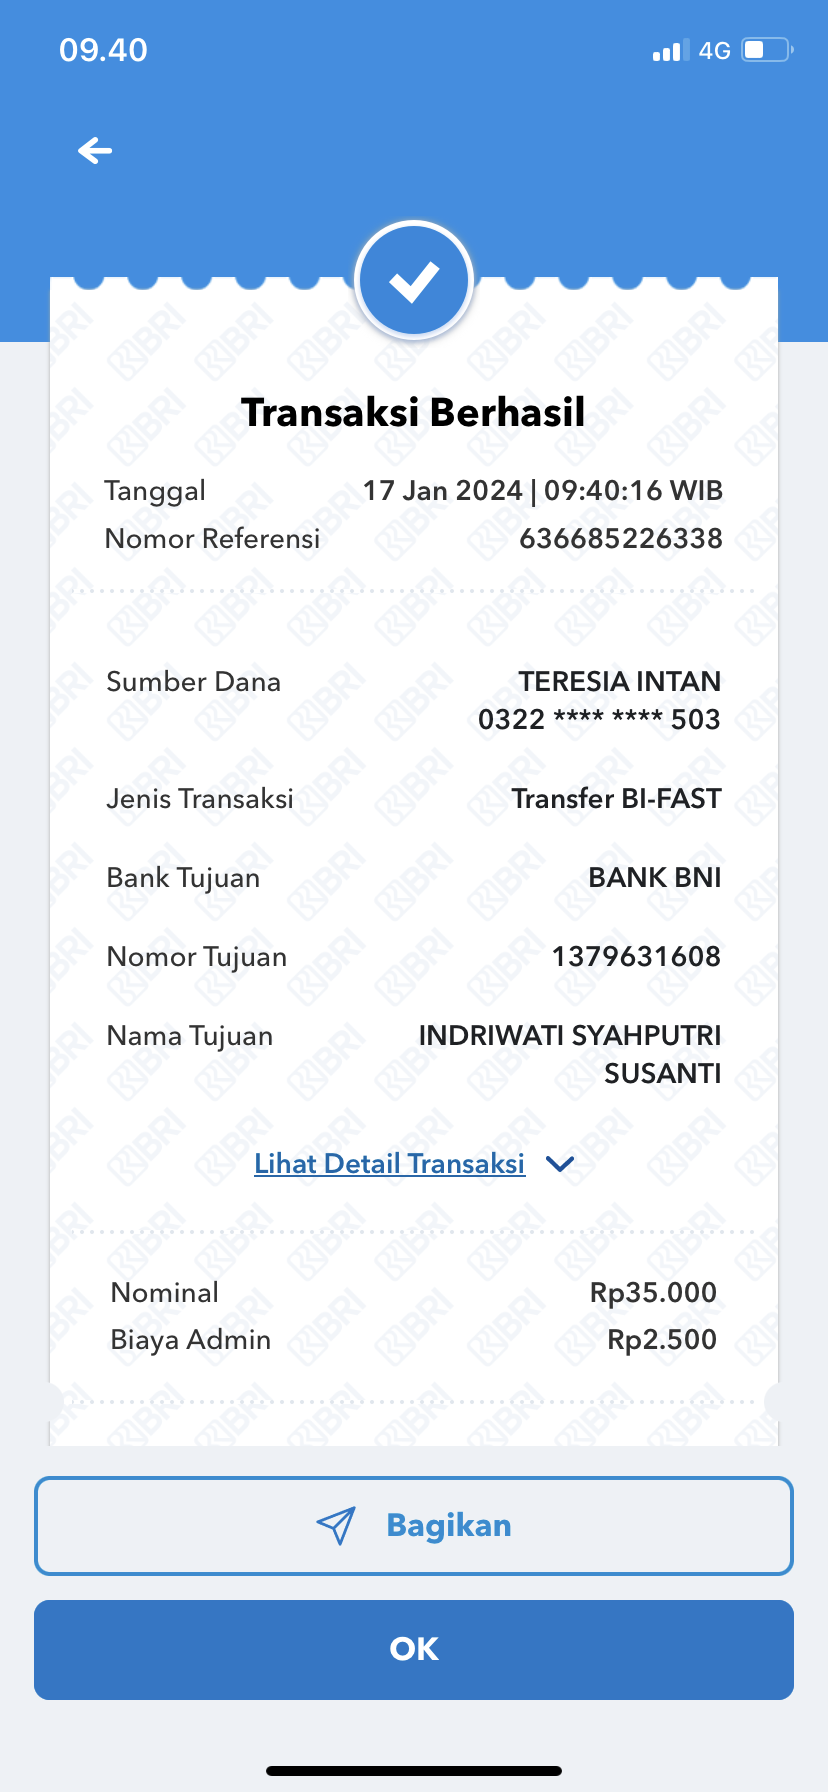 09.40
4G
Transaksi Berhasil
Tanggal 17 Jan 2024 | 09:40:16 WIB
Nomor Referensi 636685226338
Sumber Dana TERESIA INTAN
0322 **** **** 503
Jenis Transaksi Transfer BI-FAST
Bank Tujuan BANK BNI
Nomor Tujuan 1379631608
Nama Tujuan INDRIWATI SYAHPUTRI
SUSANTI
Lihat Detail Transaksi
Nominal Rp35.000
Biaya Admin Rp2.500
Bagikan
OK